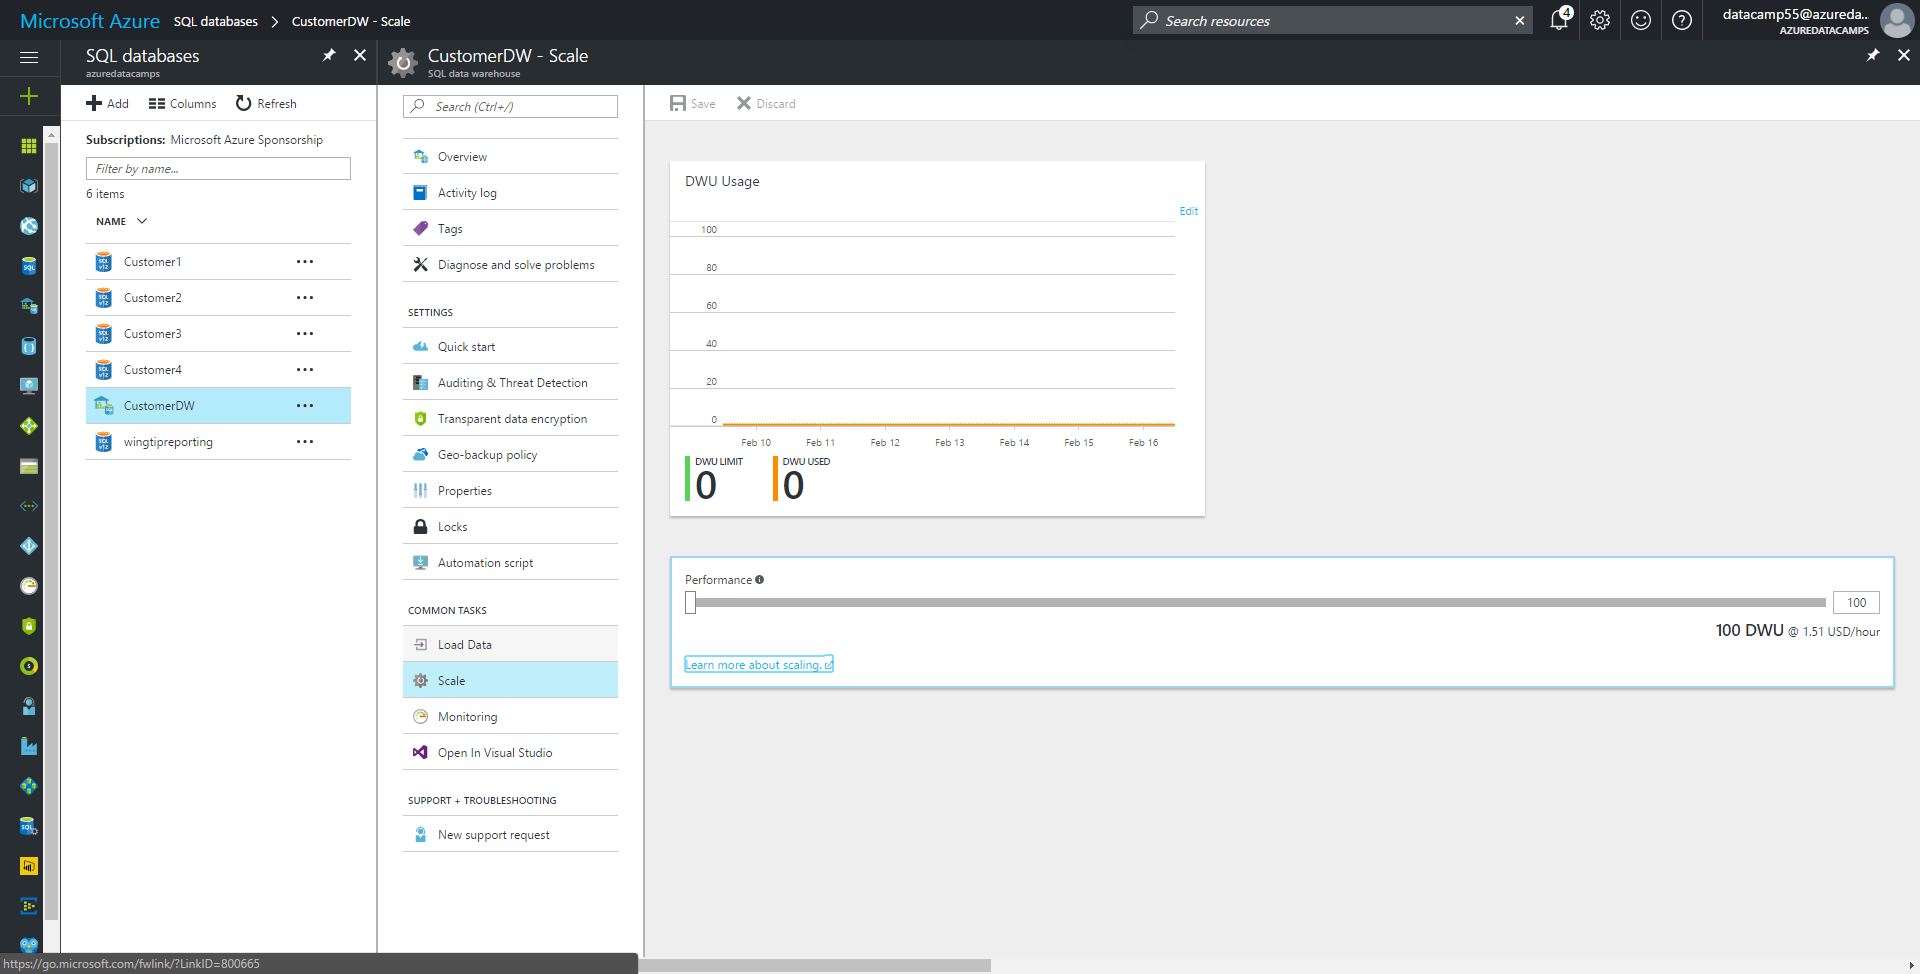 Microsoft Azure SQL databases > CustomerDW - Scale
Search resources
4
datacamp55@azureda...
AZUREDATACAMPS
SQL databases
azuredatacamps
Add Columns Refresh
Subscriptions: Microsoft Azure Sponsorship
Filter by name...
6 items
NAME
Customer1
Customer2
Customer3
Customer4
CustomerDW
wingtipreporting
CustomerDW - Scale
SQL data warehouse
Search (Ctrl+/)
Overview
Activity log
Tags
Diagnose and solve problems
SETTINGS
Quick start
Auditing & Threat Detection
Transparent data encryption
Geo-backup policy
Properties
Locks
Automation script
COMMON TASKS
Load Data
Scale
Monitoring
Open In Visual Studio
SUPPORT + TROUBLESHOOTING
New support request
Save Discard
DWU Usage
Edit
100
80
60
40
20
0
Feb 10 Feb 11 Feb 12 Feb 13 Feb 14 Feb 15 Feb 16
DWU LIMIT
0
DWU USED
0
Performance
100
100 DWU @ 1.51 USD/hour
Learn more about scaling.
https://go.microsoft.com/fwlink/?LinkID=800665